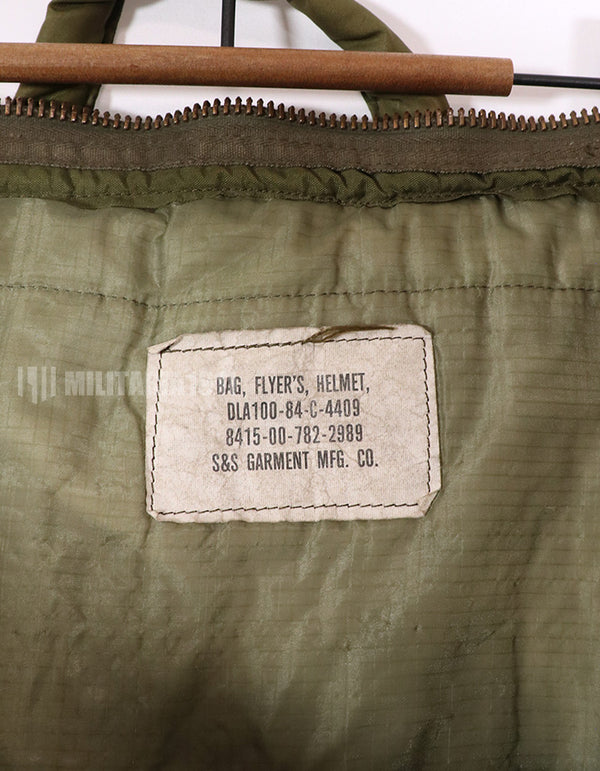 BAG, FLYER'S, HELMET,
DLA100-84-C-4409
8415-00-782-2989
S&S GARMENT MFG. CO.